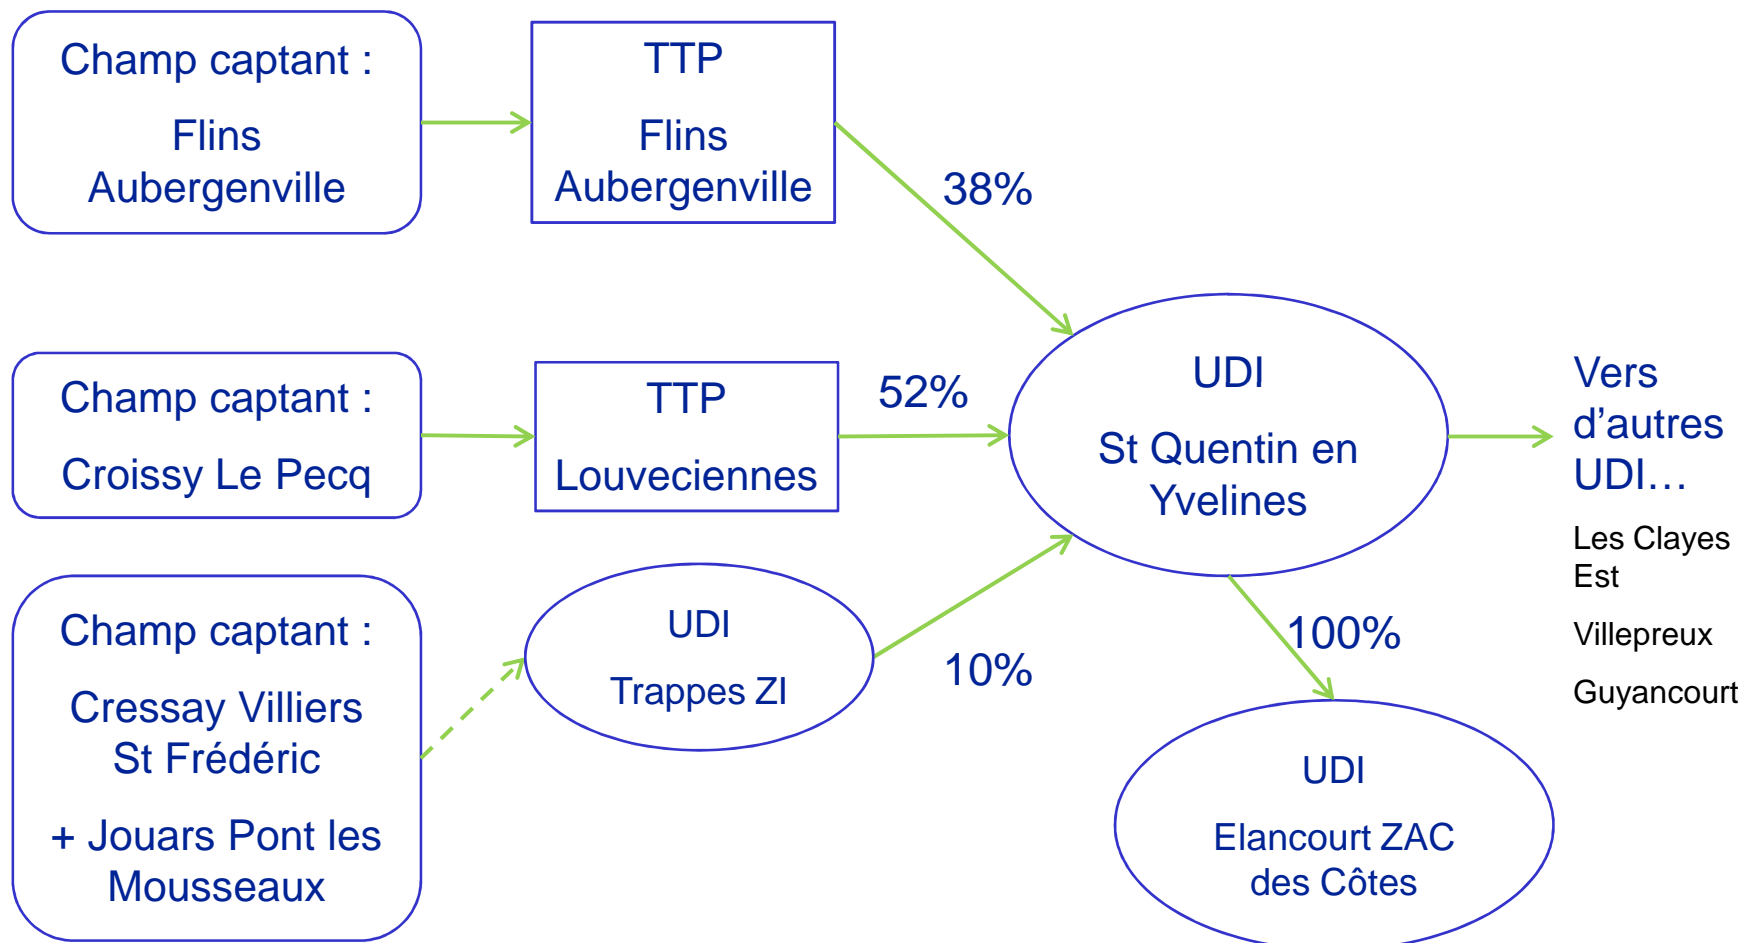 Champ captant :
Flins
Aubergenville
TTP
Flins
Aubergenville
38%
Champ captant :
Croissy Le Pecq
TTP
Louveciennes
52%
UDI
St Quentin en
Yvelines
Vers
d'autres
UDI…
Les Clayes
Est
Villepreux
Guyancourt
Champ captant :
Cressay Villiers
St Frédéric
+ Jouars Pont les
Mousseaux
UDI
Trappes ZI
10%
100%
UDI
Elancourt ZAC
des Côtes